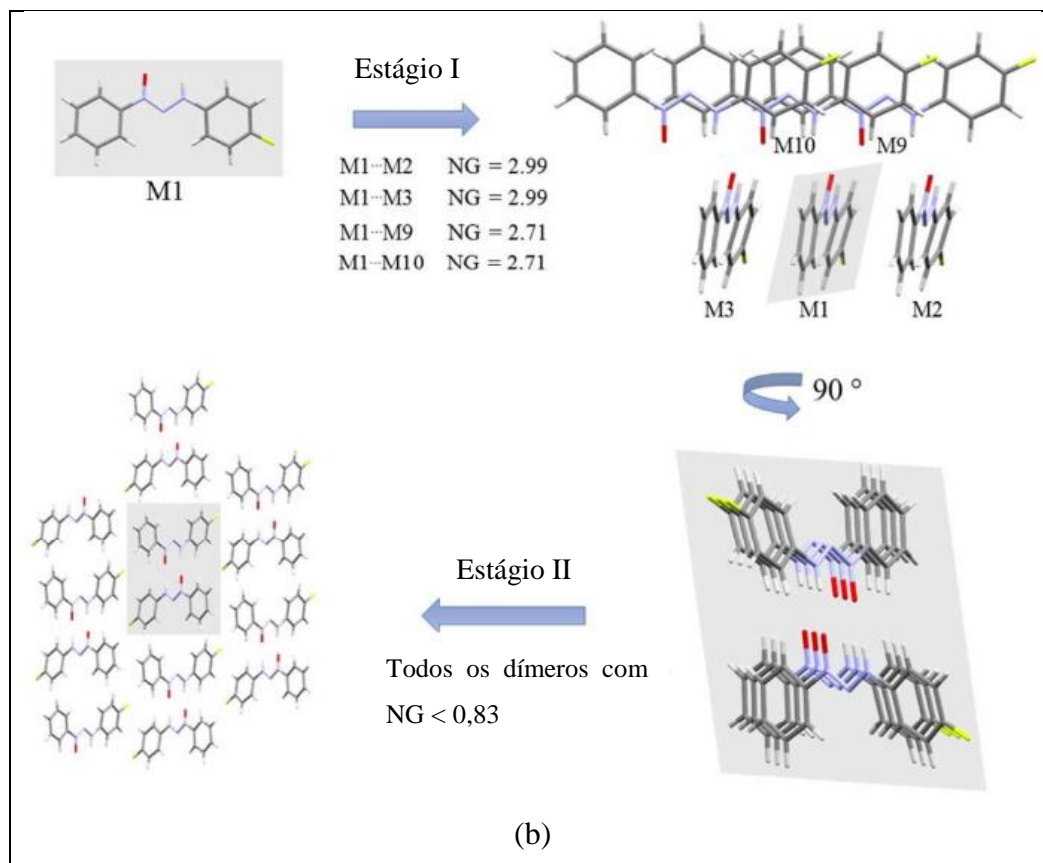 Estágio I
M1
M1···M2 NG = 2.99
M1···M3 NG = 2.99
M1···M9 NG = 2.71
M1···M10 NG = 2.71
M10 M9
M3 M1 M2
90 °
Estágio II
Todos os dímeros com
NG < 0,83
(b)